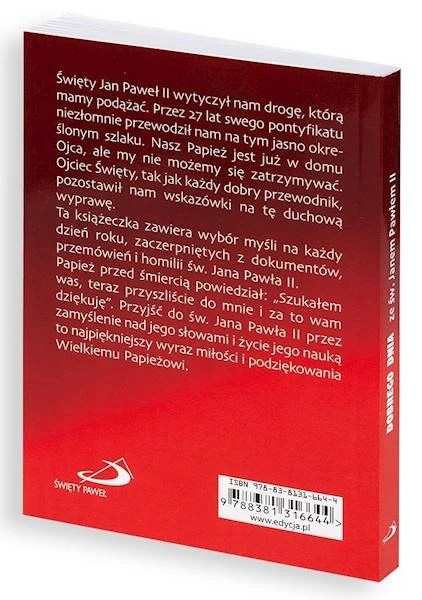 Święty Jan Paweł II wytyczył nam drogę, którą
mamy podążać. Przez 27 lat swego pontyfikatu
niezłomnie przewodził nam na tym jasno okre-
ślonym szlaku. Nasz Papież jest już w domu
Ojca, ale my nie możemy się zatrzymywać.
Ojciec Święty, tak jak każdy dobry przewodnik,
pozostawił nam wskazówki na tę duchową
wyprawę.
Ta książeczka zawiera wybór myśli na każdy
dzień roku, zaczerpniętych z dokumentów,
przemówień i homilii św. Jana Pawła II.
Papież przed śmiercią powiedział: „Szukałem
was, teraz przyszliście do mnie i za to wam
dziękuję”. Przyjść do św. Jana Pawła II przez
zamyślenie nad jego słowami i życie jego nauką
to najpiękniejszy wyraz miłości i podziękowania
Wielkiemu Papieżowi.
ŚWIĘTY PAWEŁ
ISBN 978-83-8131-664-4
9 788381 316644
www.edycja.pl
DOBREGO DNIA ze św. Janem Pawłem II